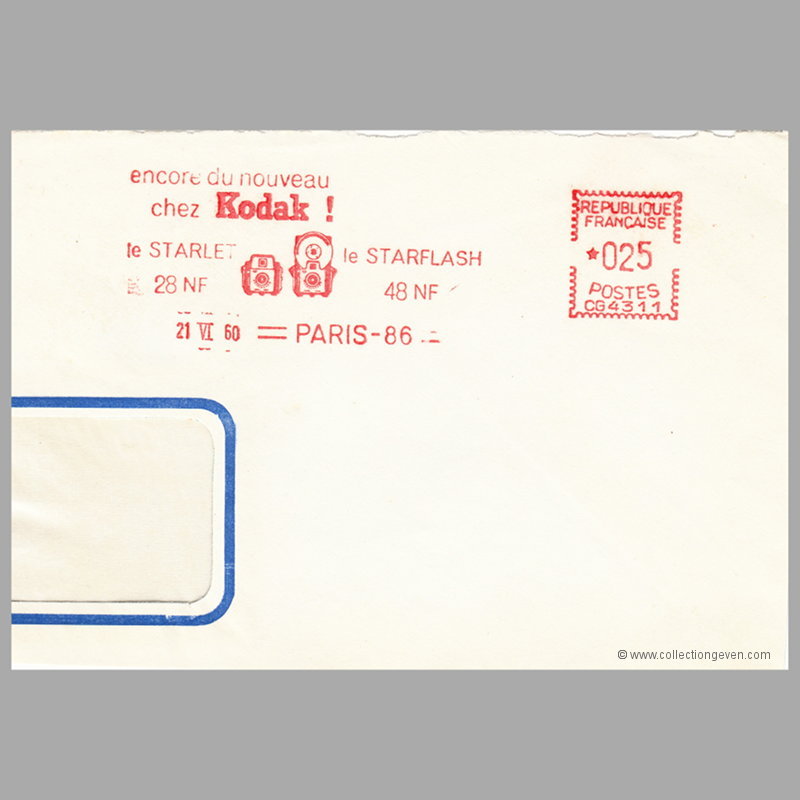 encore du nouveau
chez Kodak !
le STARLET le STARFLASH
28 NF 48 NF
21 VI 60 = PARIS-86
REPUBLIQUE
FRANÇAISE
*025
POSTES
CG4311
© www.collectiongeven.com